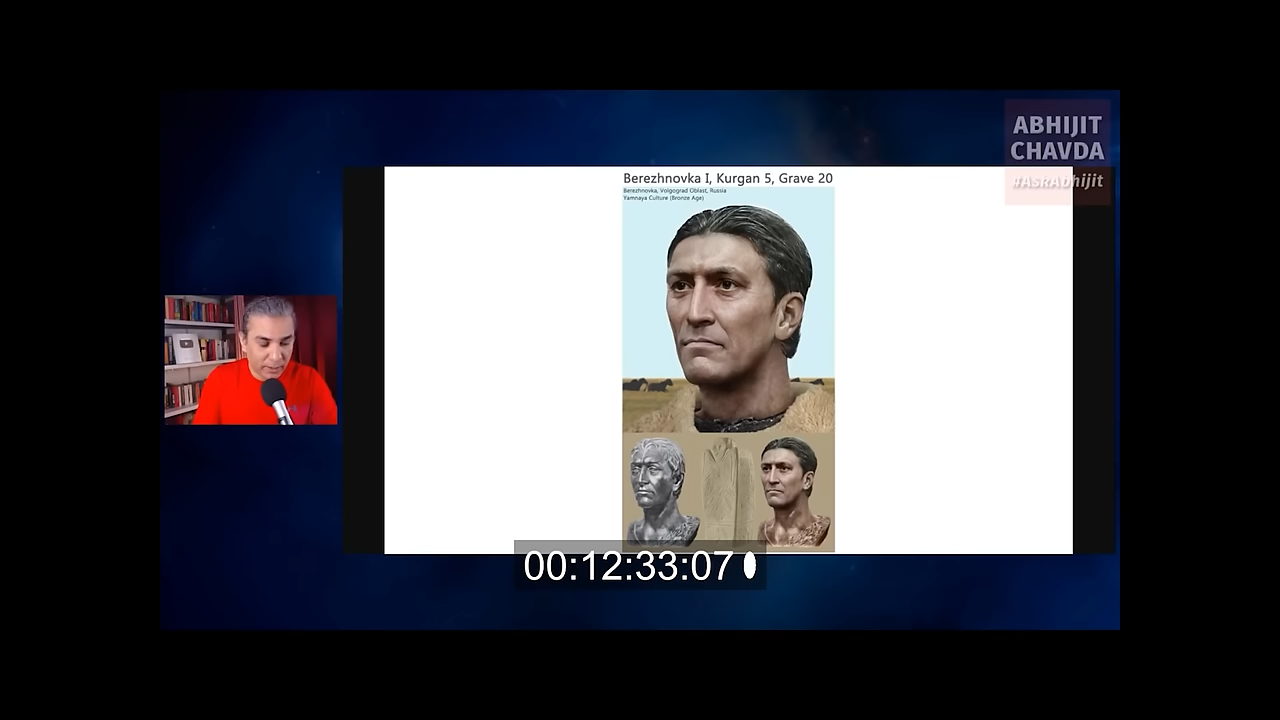 ABHIJIT
CHAVDA
#ASKAbhijit
Berezhnovka I, Kurgan 5, Grave 20
Berezhnovka, Volgograd Oblast, Russia
Yamnaya Culture (Bronze Age)
00:12:33:07